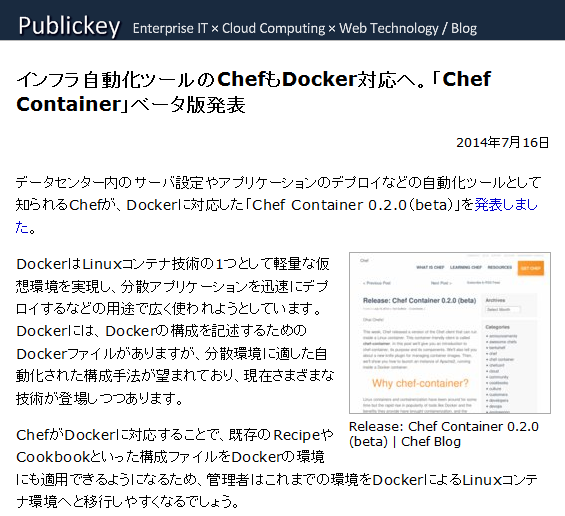 Publickey Enterprise IT × Cloud Computing × Web Technology / Blog
インフラ自動化ツールのChefもDocker対応へ。「Chef
Container」ベータ版発表
2014年7月16日
データセンター内のサーバ設定やアプリケーションのデプロイなどの自動化ツールとして
知られるChefが、Dockerに対応した「Chef Container 0.2.0（beta）」を発表しまし
た。
DockerはLinuxコンテナ技術の1つとして軽量な仮
想環境を実現し、分散アプリケーションを迅速にデプ
ロイするなどの用途で広く使われようとしています。
Dockerには、Dockerの構成を記述するための
Dockerファイルがありますが、分散環境に適した自
動化された構成手法が望まれており、現在さまざまな
技術が登場しつつあります。
Chef
WHAT IS CHEF LEARNING CHEF RESOURCES GET CHEF
« Previous Post Next Post »
Release: Chef Container 0.2.0 (beta)
Archives
Select Month
Categories
Why chef-container?
Release: Chef Container 0.2.0
(beta) | Chef Blog
ChefがDockerに対応することで、既存のRecipeや
Cookbookといった構成ファイルをDockerの環境
にも適用できるようになるため、管理者はこれまでの環境をDockerによるLinuxコンテ
ナ環境へと移行しやすくなるでしょう。